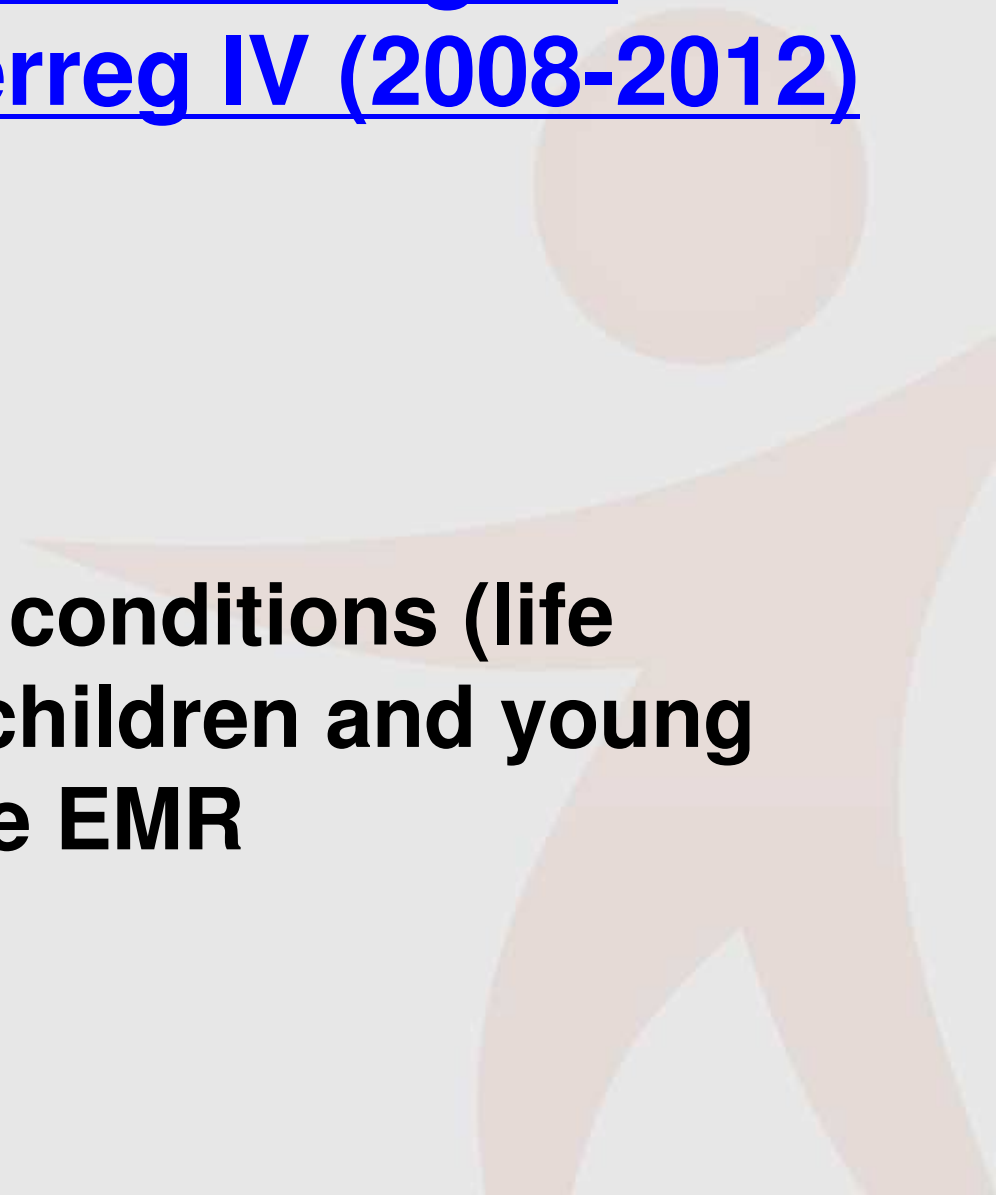 erreg IV (2008-2012)
conditions (life
children and young
e EMR